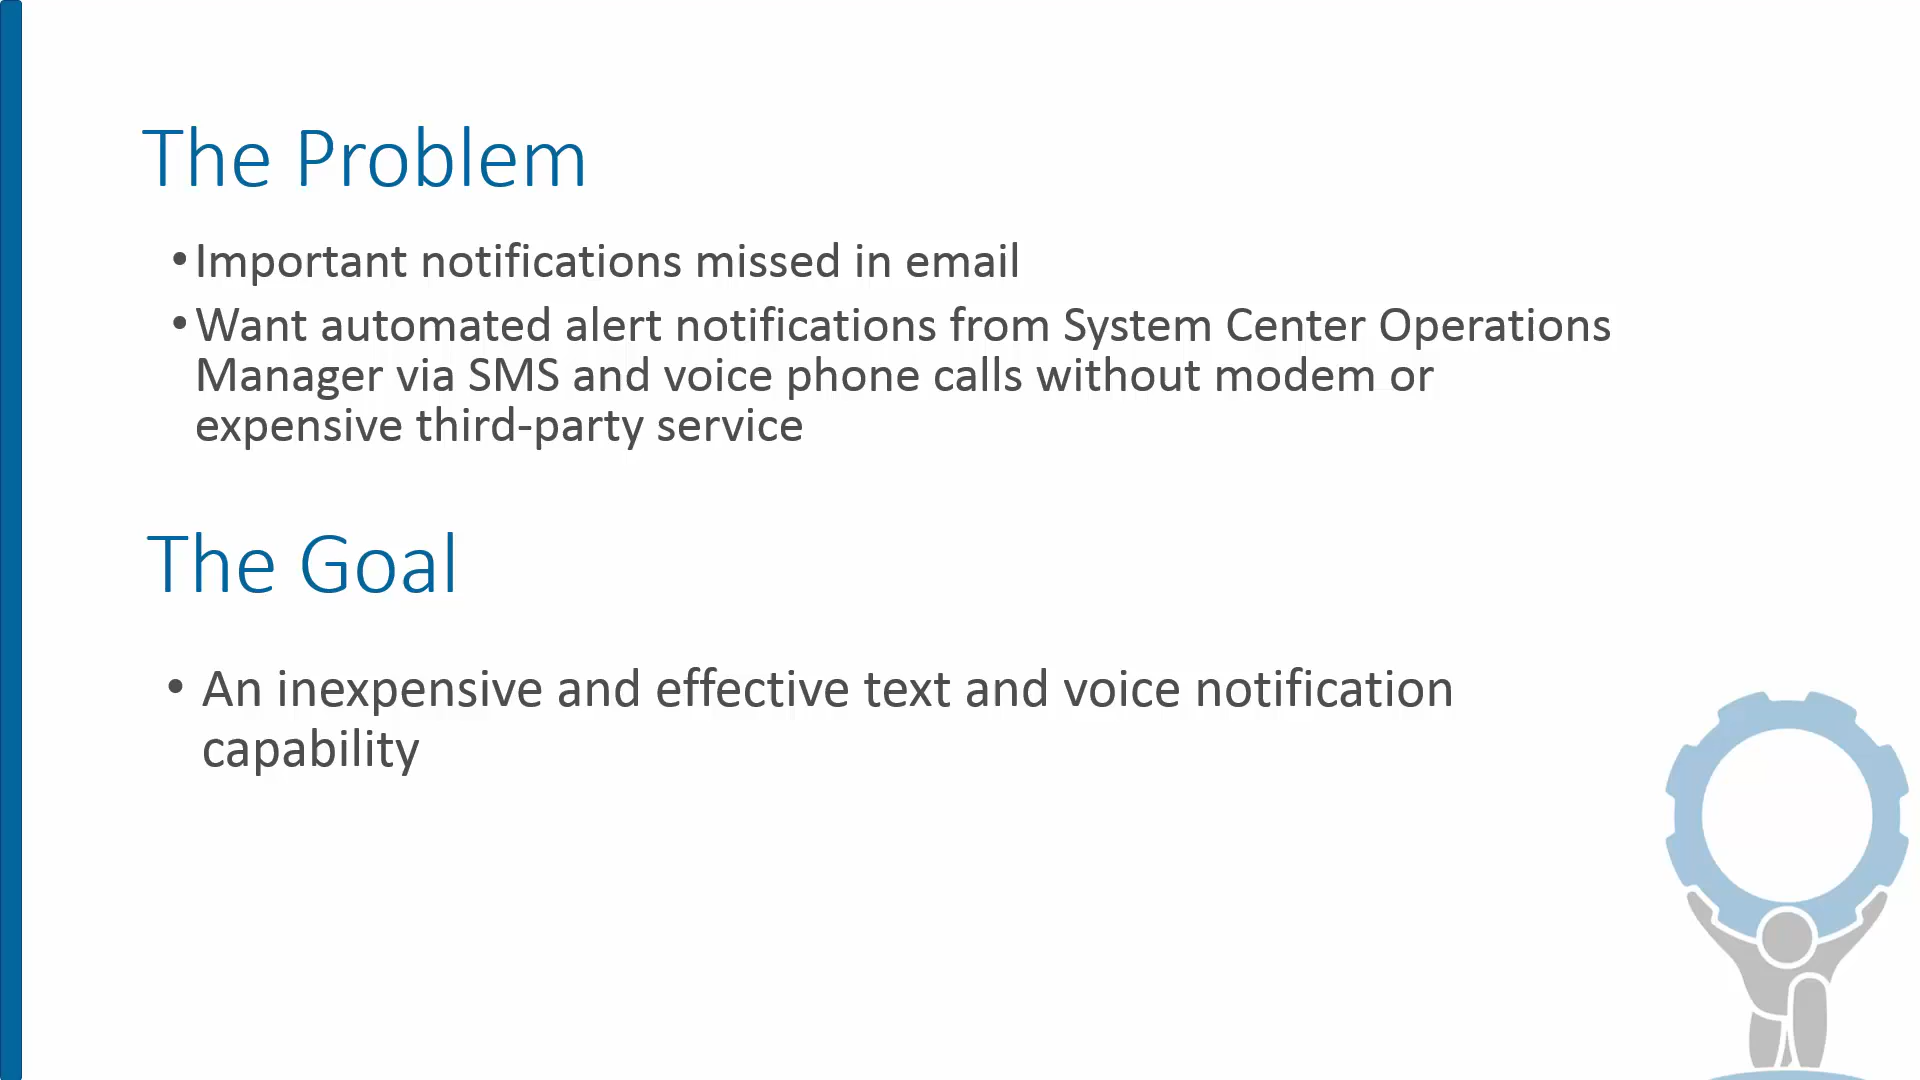 The Problem
•Important notifications missed in email
•Want automated alert notifications from System Center Operations
Manager via SMS and voice phone calls without modem or
expensive third-party service
The Goal
• An inexpensive and effective text and voice notification
capability